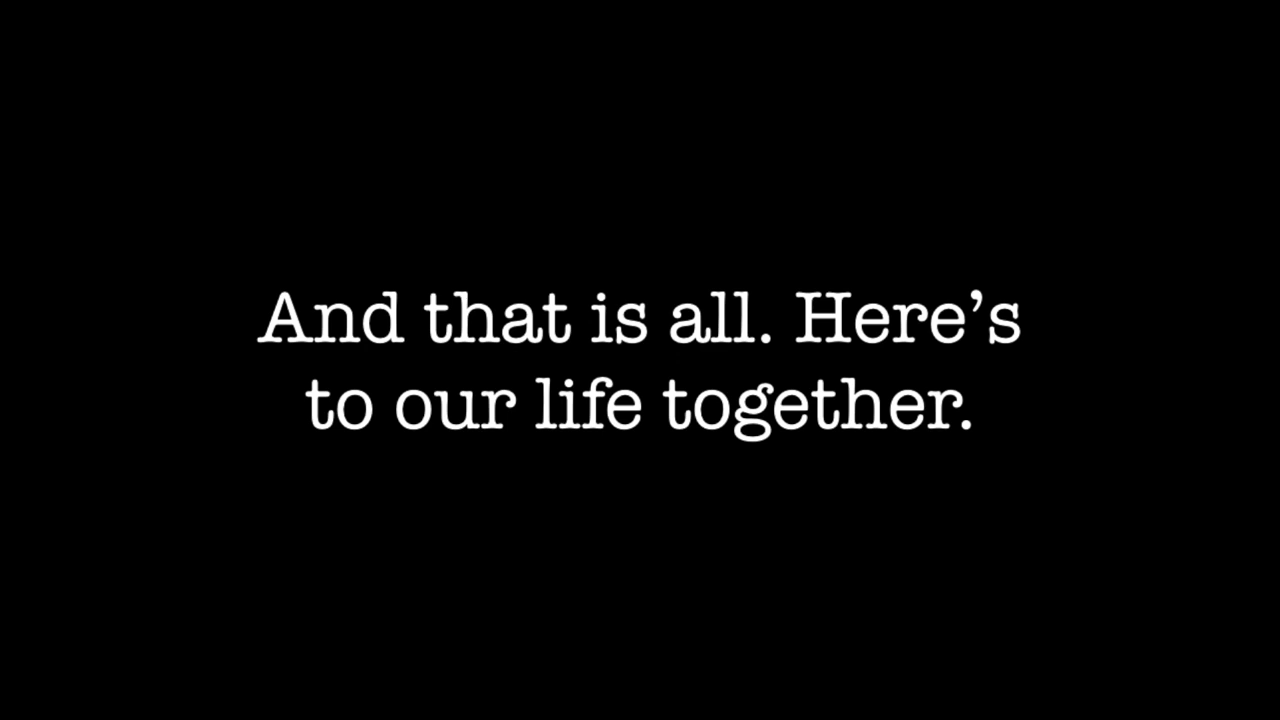 And that is all. Here’s
to our life together.